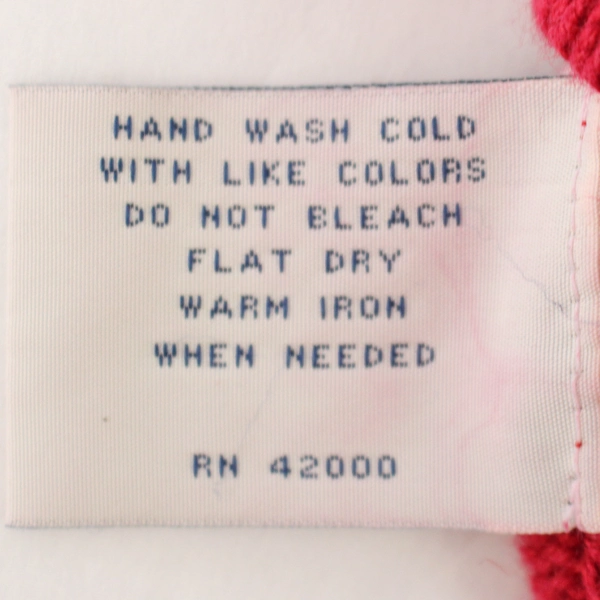 HAND WASH COLD
WITH LIKE COLORS
DO NOT BLEACH
FLAT DRY
WARM IRON
WHEN NEEDED
RN 42000